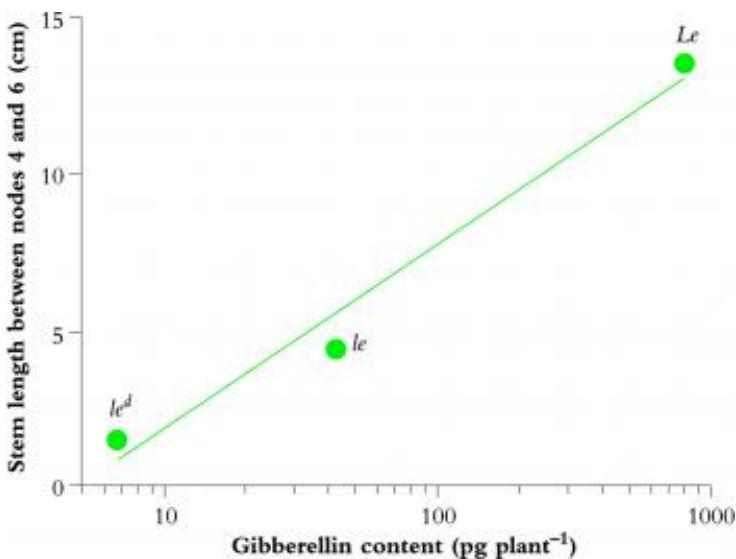 Stem length between nodes 4 and 6 (cm)
15
10
5
0
Le
le
leᵈ
10
100
1000
Gibberellin content (pg plant⁻¹)